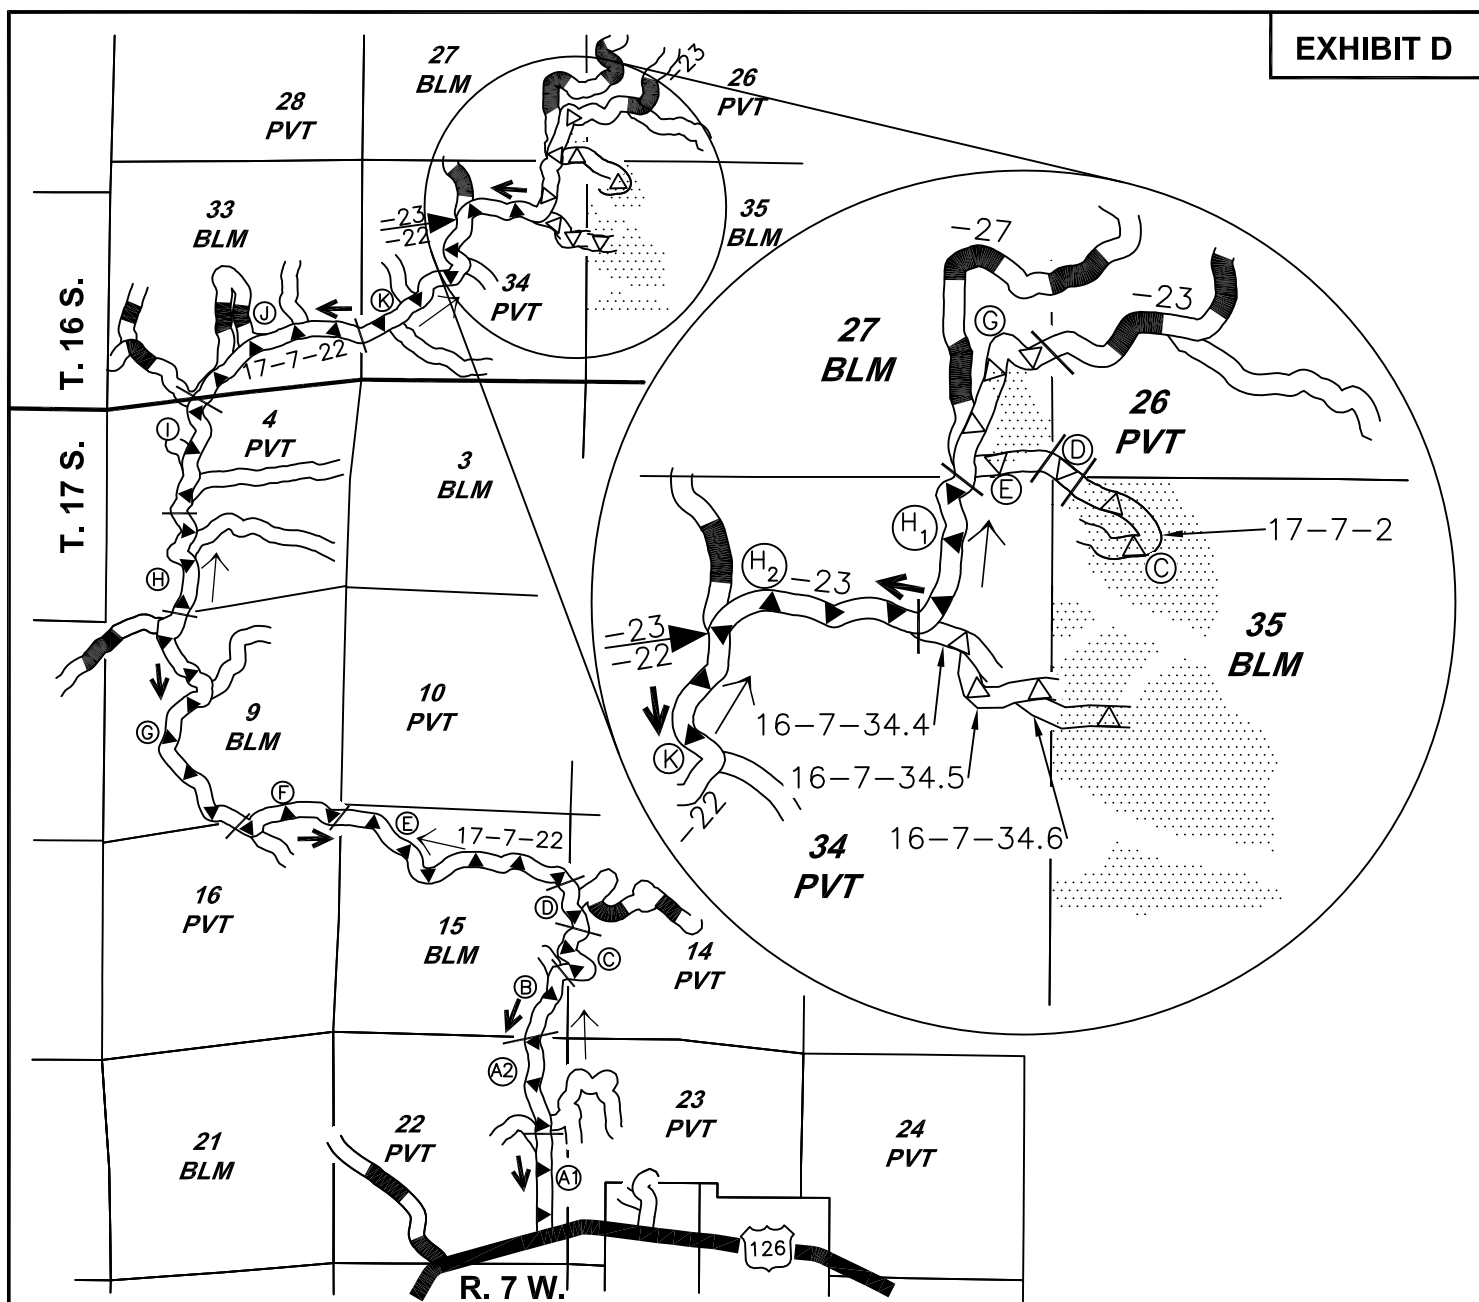 EXHIBIT D
27
BLM
-23
26
PVT
28
PVT
33
BLM
-23
-22
35
BLM
34
PVT
T. 16 S.
J
K
17-7-22
-27
G
-23
27
BLM
26
PVT
D
E
17-7-2
C
H1
H2
-23
-23
-22
35
BLM
16-7-34.4
K
16-7-34.5
-22
16-7-34.6
34
PVT
T. 17 S.
4
PVT
I
3
BLM
H
9
BLM
10
PVT
G
F
E
17-7-22
16
PVT
D
15
BLM
14
PVT
C
B
A2
23
PVT
22
PVT
21
BLM
24
PVT
A1
126
R. 7 W.